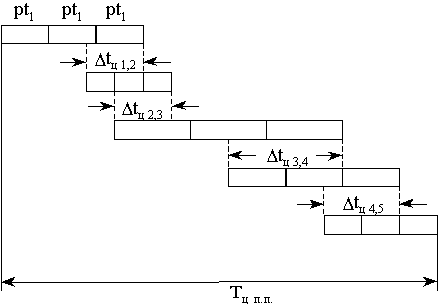 pt1 pt1 pt1
Δtц 1,2
Δtц 2,3
Δtц 3,4
Δtц 4,5
Tц п.п.